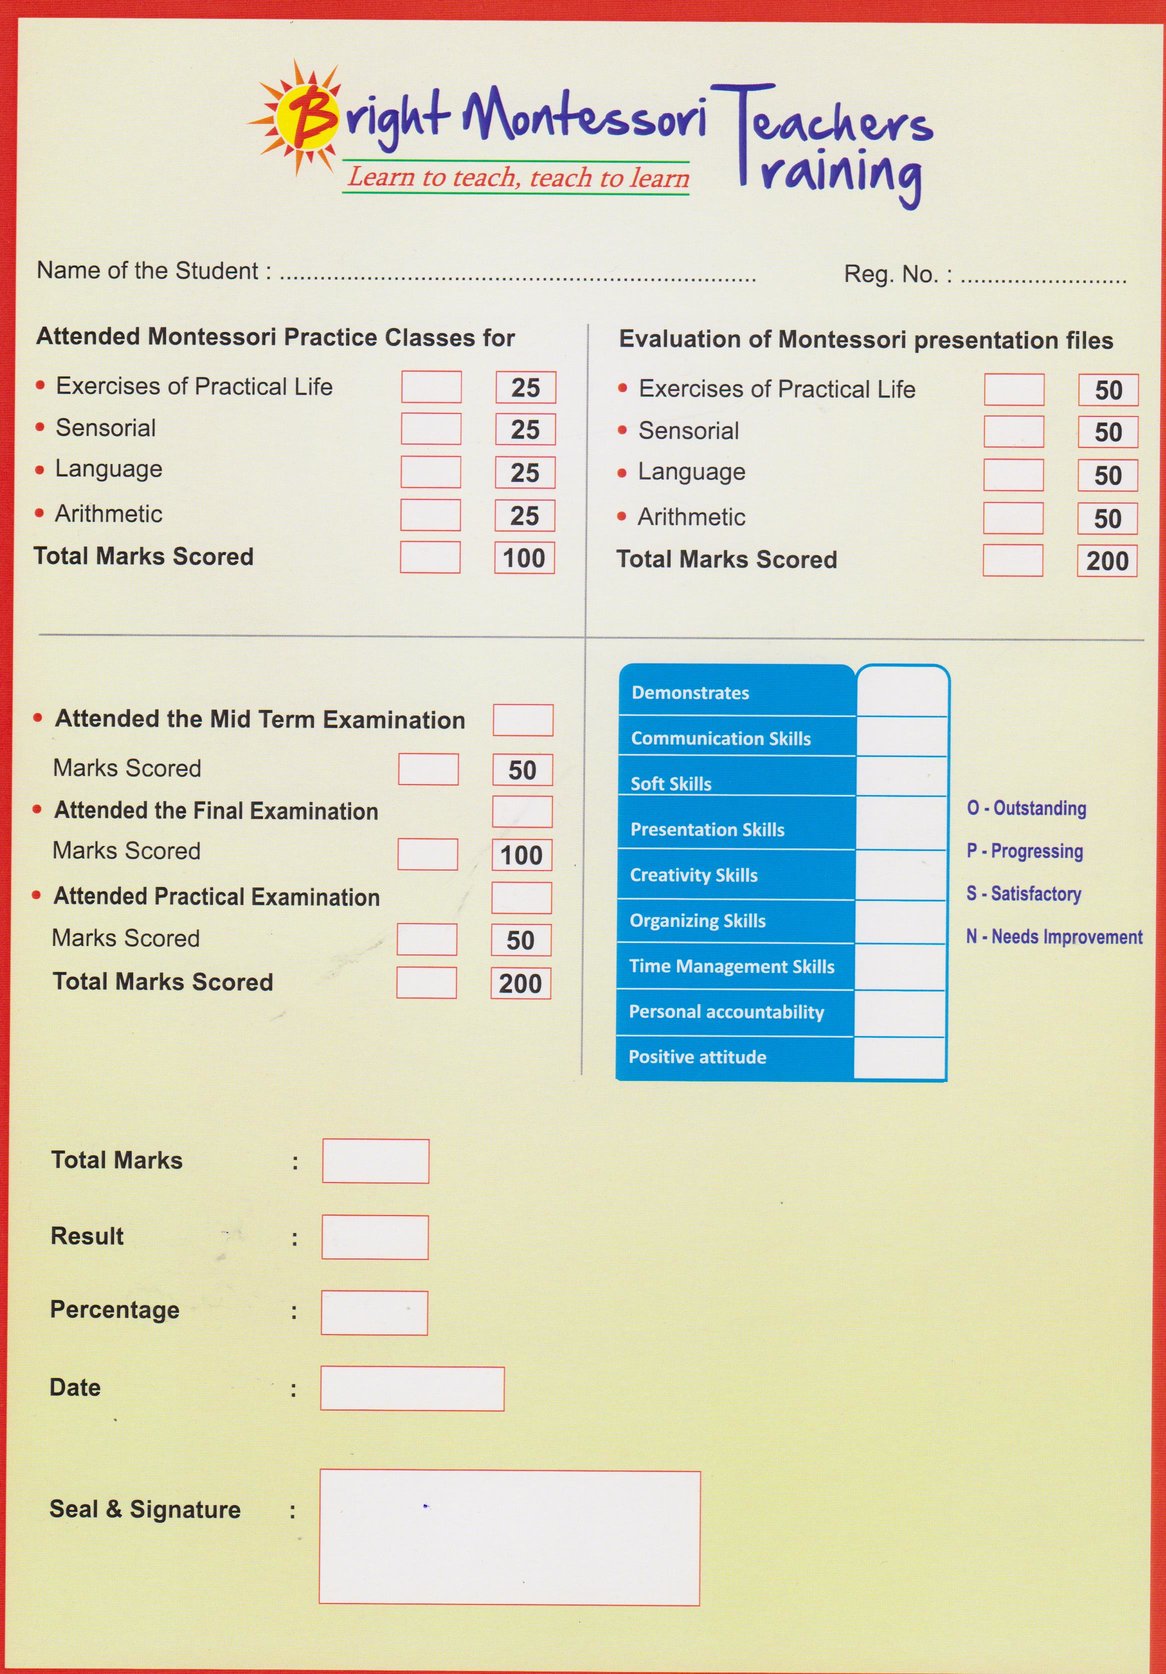 Bright Montessori Teachers Training
Learn to teach, teach to learn
Name of the Student : ........................................................................
Reg. No. : .........................
Attended Montessori Practice Classes for
• Exercises of Practical Life 25
• Sensorial 25
• Language 25
• Arithmetic 25
Total Marks Scored 100
Evaluation of Montessori presentation files
• Exercises of Practical Life 50
• Sensorial 50
• Language 50
• Arithmetic 50
Total Marks Scored 200
• Attended the Mid Term Examination
Marks Scored 50
• Attended the Final Examination
Marks Scored 100
• Attended Practical Examination
Marks Scored 50
Total Marks Scored 200
Demonstrates
Communication Skills
Soft Skills
Presentation Skills
Creativity Skills
Organizing Skills
Time Management Skills
Personal accountability
Positive attitude
O - Outstanding
P - Progressing
S - Satisfactory
N - Needs Improvement
Total Marks :
Result :
Percentage :
Date :
Seal & Signature :